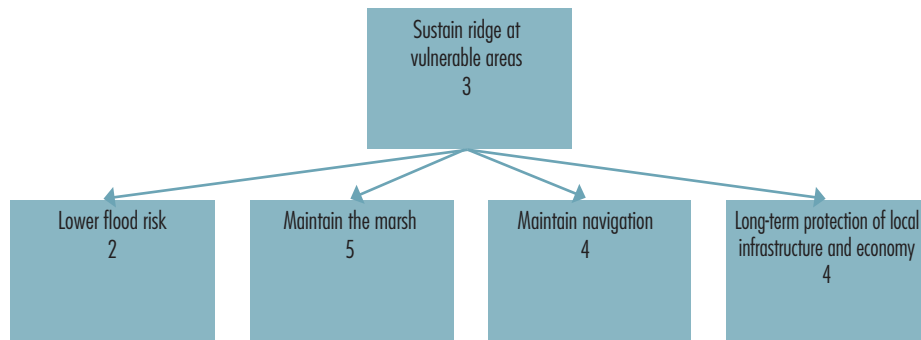 Sustain ridge at
vulnerable areas
3
Lower flood risk
2
Maintain the marsh
5
Maintain navigation
4
Long-term protection of local
infrastructure and economy
4